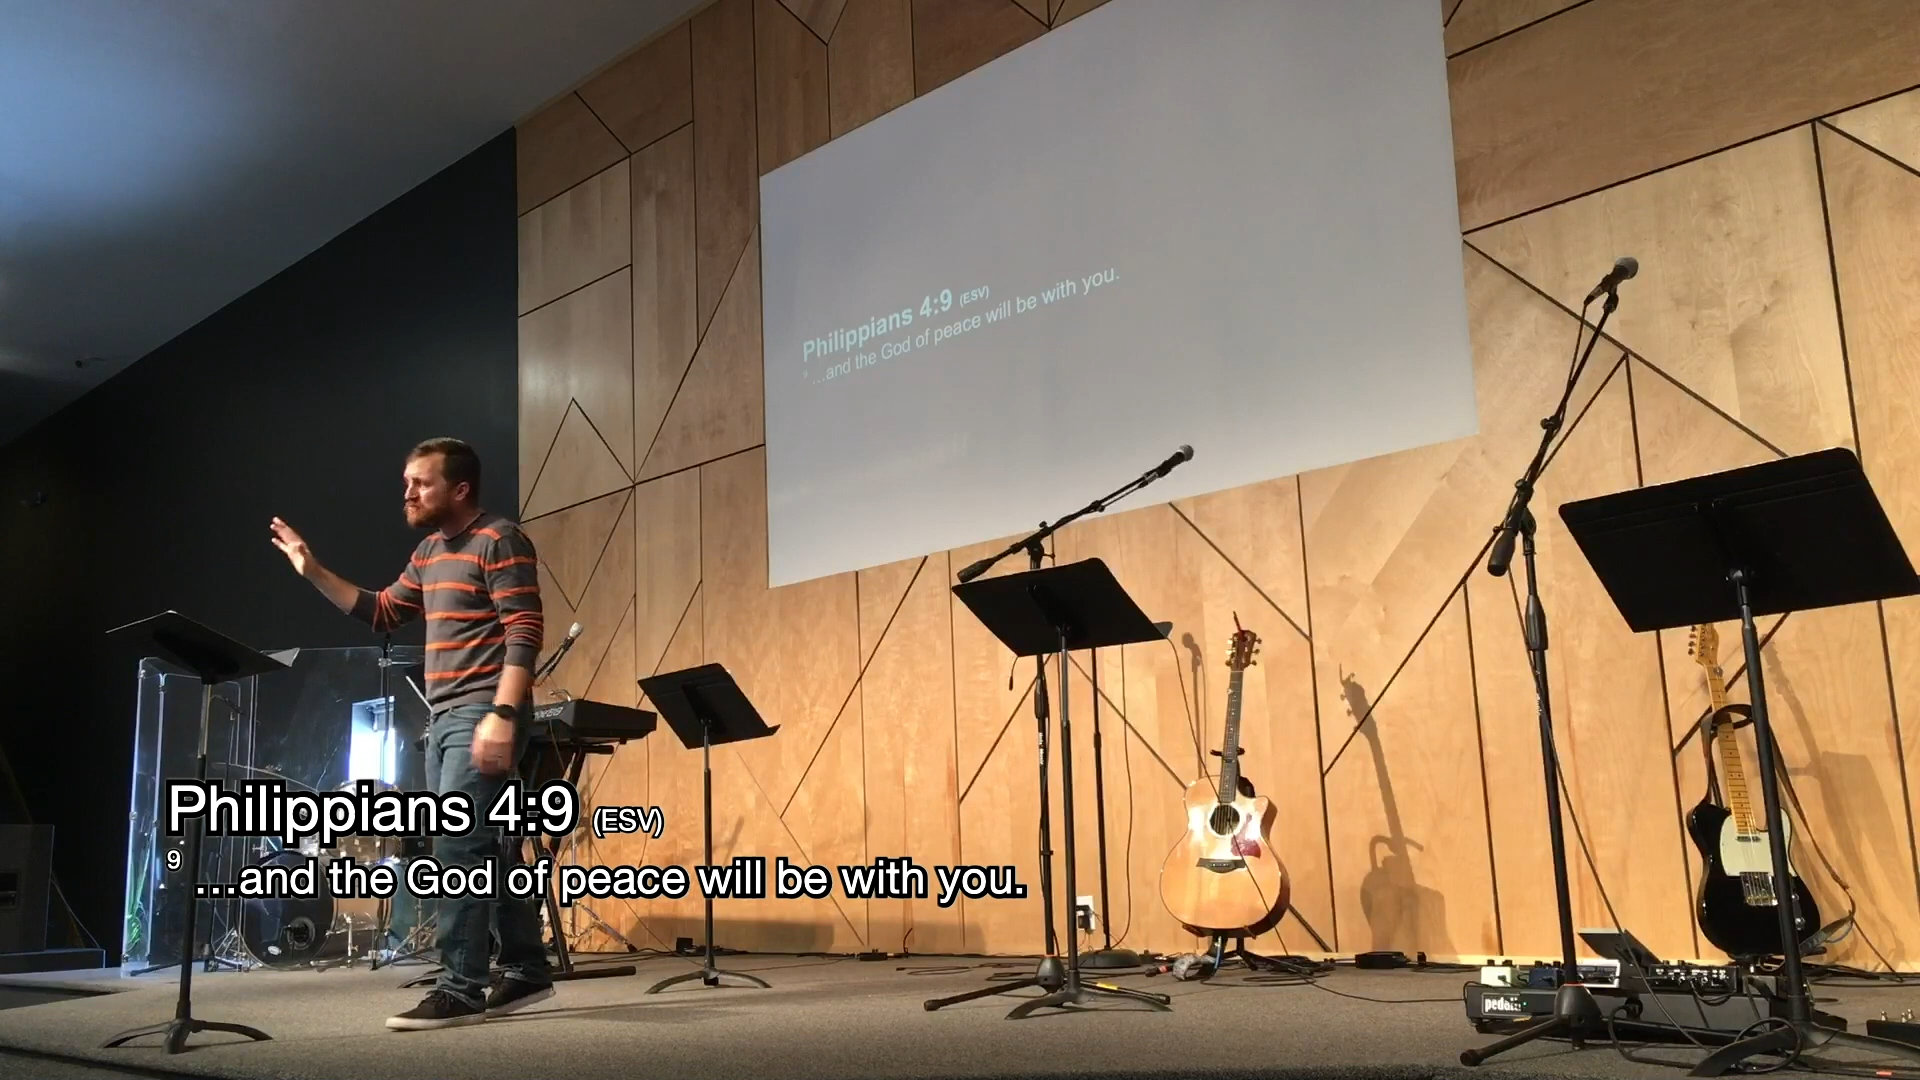 Philippians 4:9 (ESV)
9 ...and the God of peace will be with you.
Philippians 4:9 (ESV)
9 ...and the God of peace will be with you.